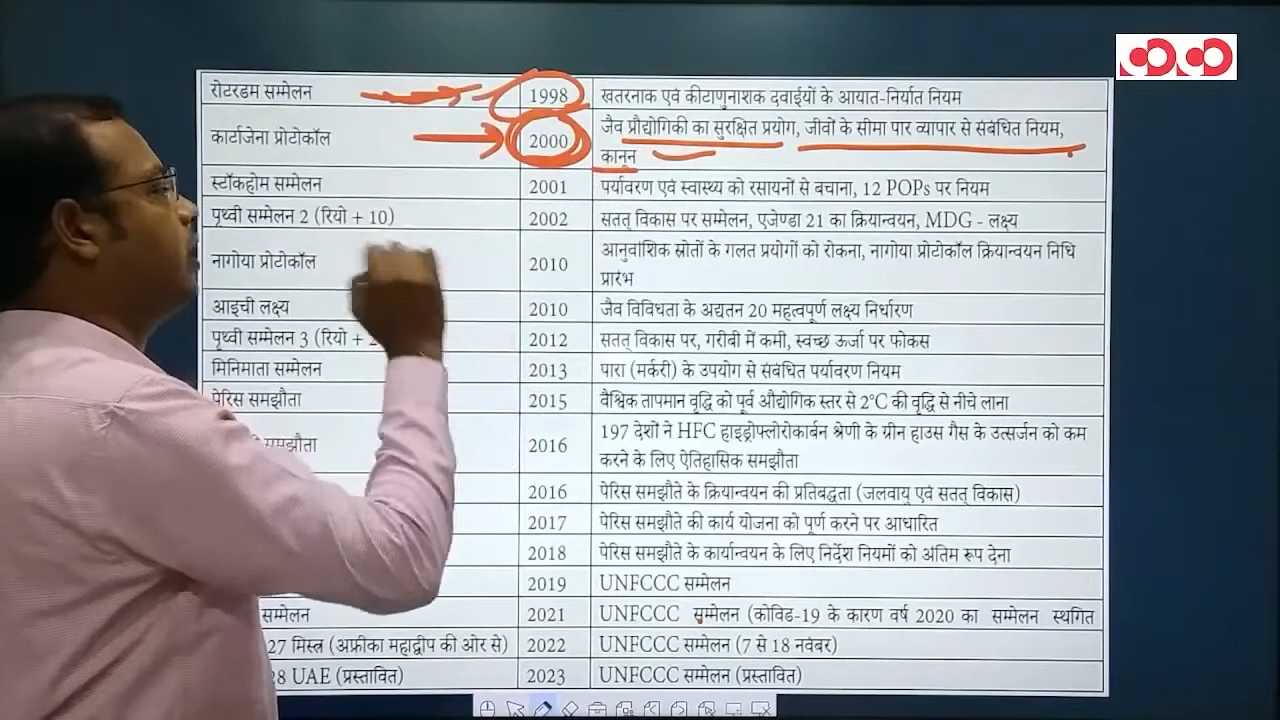 रोटरडम सम्मेलन 1998 खतरनाक एवं कीटाणुनाशक दवाईयों के आयात-निर्यात नियम
कार्टाजेना प्रोटोकॉल 2000 जैव प्रौद्योगिकी का सुरक्षित प्रयोग, जीवों के सीमा पार व्यापार से संबंधित नियम,
कानून
स्टॉकहोम सम्मेलन 2001 पर्यावरण एवं स्वास्थ्य को रसायनों से बचाना, 12 POPs पर नियम
पृथ्वी सम्मेलन 2 (रियो + 10) 2002 सतत् विकास पर सम्मेलन, एजेण्डा 21 का क्रियान्वयन, MDG - लक्ष्य
नागोया प्रोटोकॉल 2010 आनुवांशिक स्रोतों के गलत प्रयोगों को रोकना, नागोया प्रोटोकॉल क्रियान्वयन निधि
प्रारंभ
आइची लक्ष्य 2010 जैव विविधता के अद्यतन 20 महत्वपूर्ण लक्ष्य निर्धारण
पृथ्वी सम्मेलन 3 (रियो + 2012 सतत् विकास पर, गरीबी में कमी, स्वच्छ ऊर्जा पर फोकस
मिनिमाता सम्मेलन 2013 पारा (मर्करी) के उपयोग से संबंधित पर्यावरण नियम
पेरिस समझौता 2015 वैश्विक तापमान वृद्धि को पूर्व औद्योगिक स्तर से 2°C की वृद्धि से नीचे लाना
समझौता 2016 197 देशों ने HFC हाइड्रोफ्लोरोकार्बन श्रेणी के ग्रीन हाउस गैस के उत्सर्जन को कम
करने के लिए ऐतिहासिक समझौता
2016 पेरिस समझौते के क्रियान्वयन की प्रतिबद्धता (जलवायु एवं सतत् विकास)
2017 पेरिस समझौते की कार्य योजना को पूर्ण करने पर आधारित
2018 पेरिस समझौते के कार्यान्वयन के लिए निर्देश नियमों को अंतिम रूप देना
2019 UNFCCC सम्मेलन
सम्मेलन 2021 UNFCCC सम्मेलन (कोविड-19 के कारण वर्ष 2020 का सम्मेलन स्थगित
27 मिस्त्र (अफ्रीका महाद्वीप की ओर से) 2022 UNFCCC सम्मेलन (7 से 18 नवंबर)
UAE (प्रस्तावित) 2023 UNFCCC सम्मेलन (प्रस्तावित)